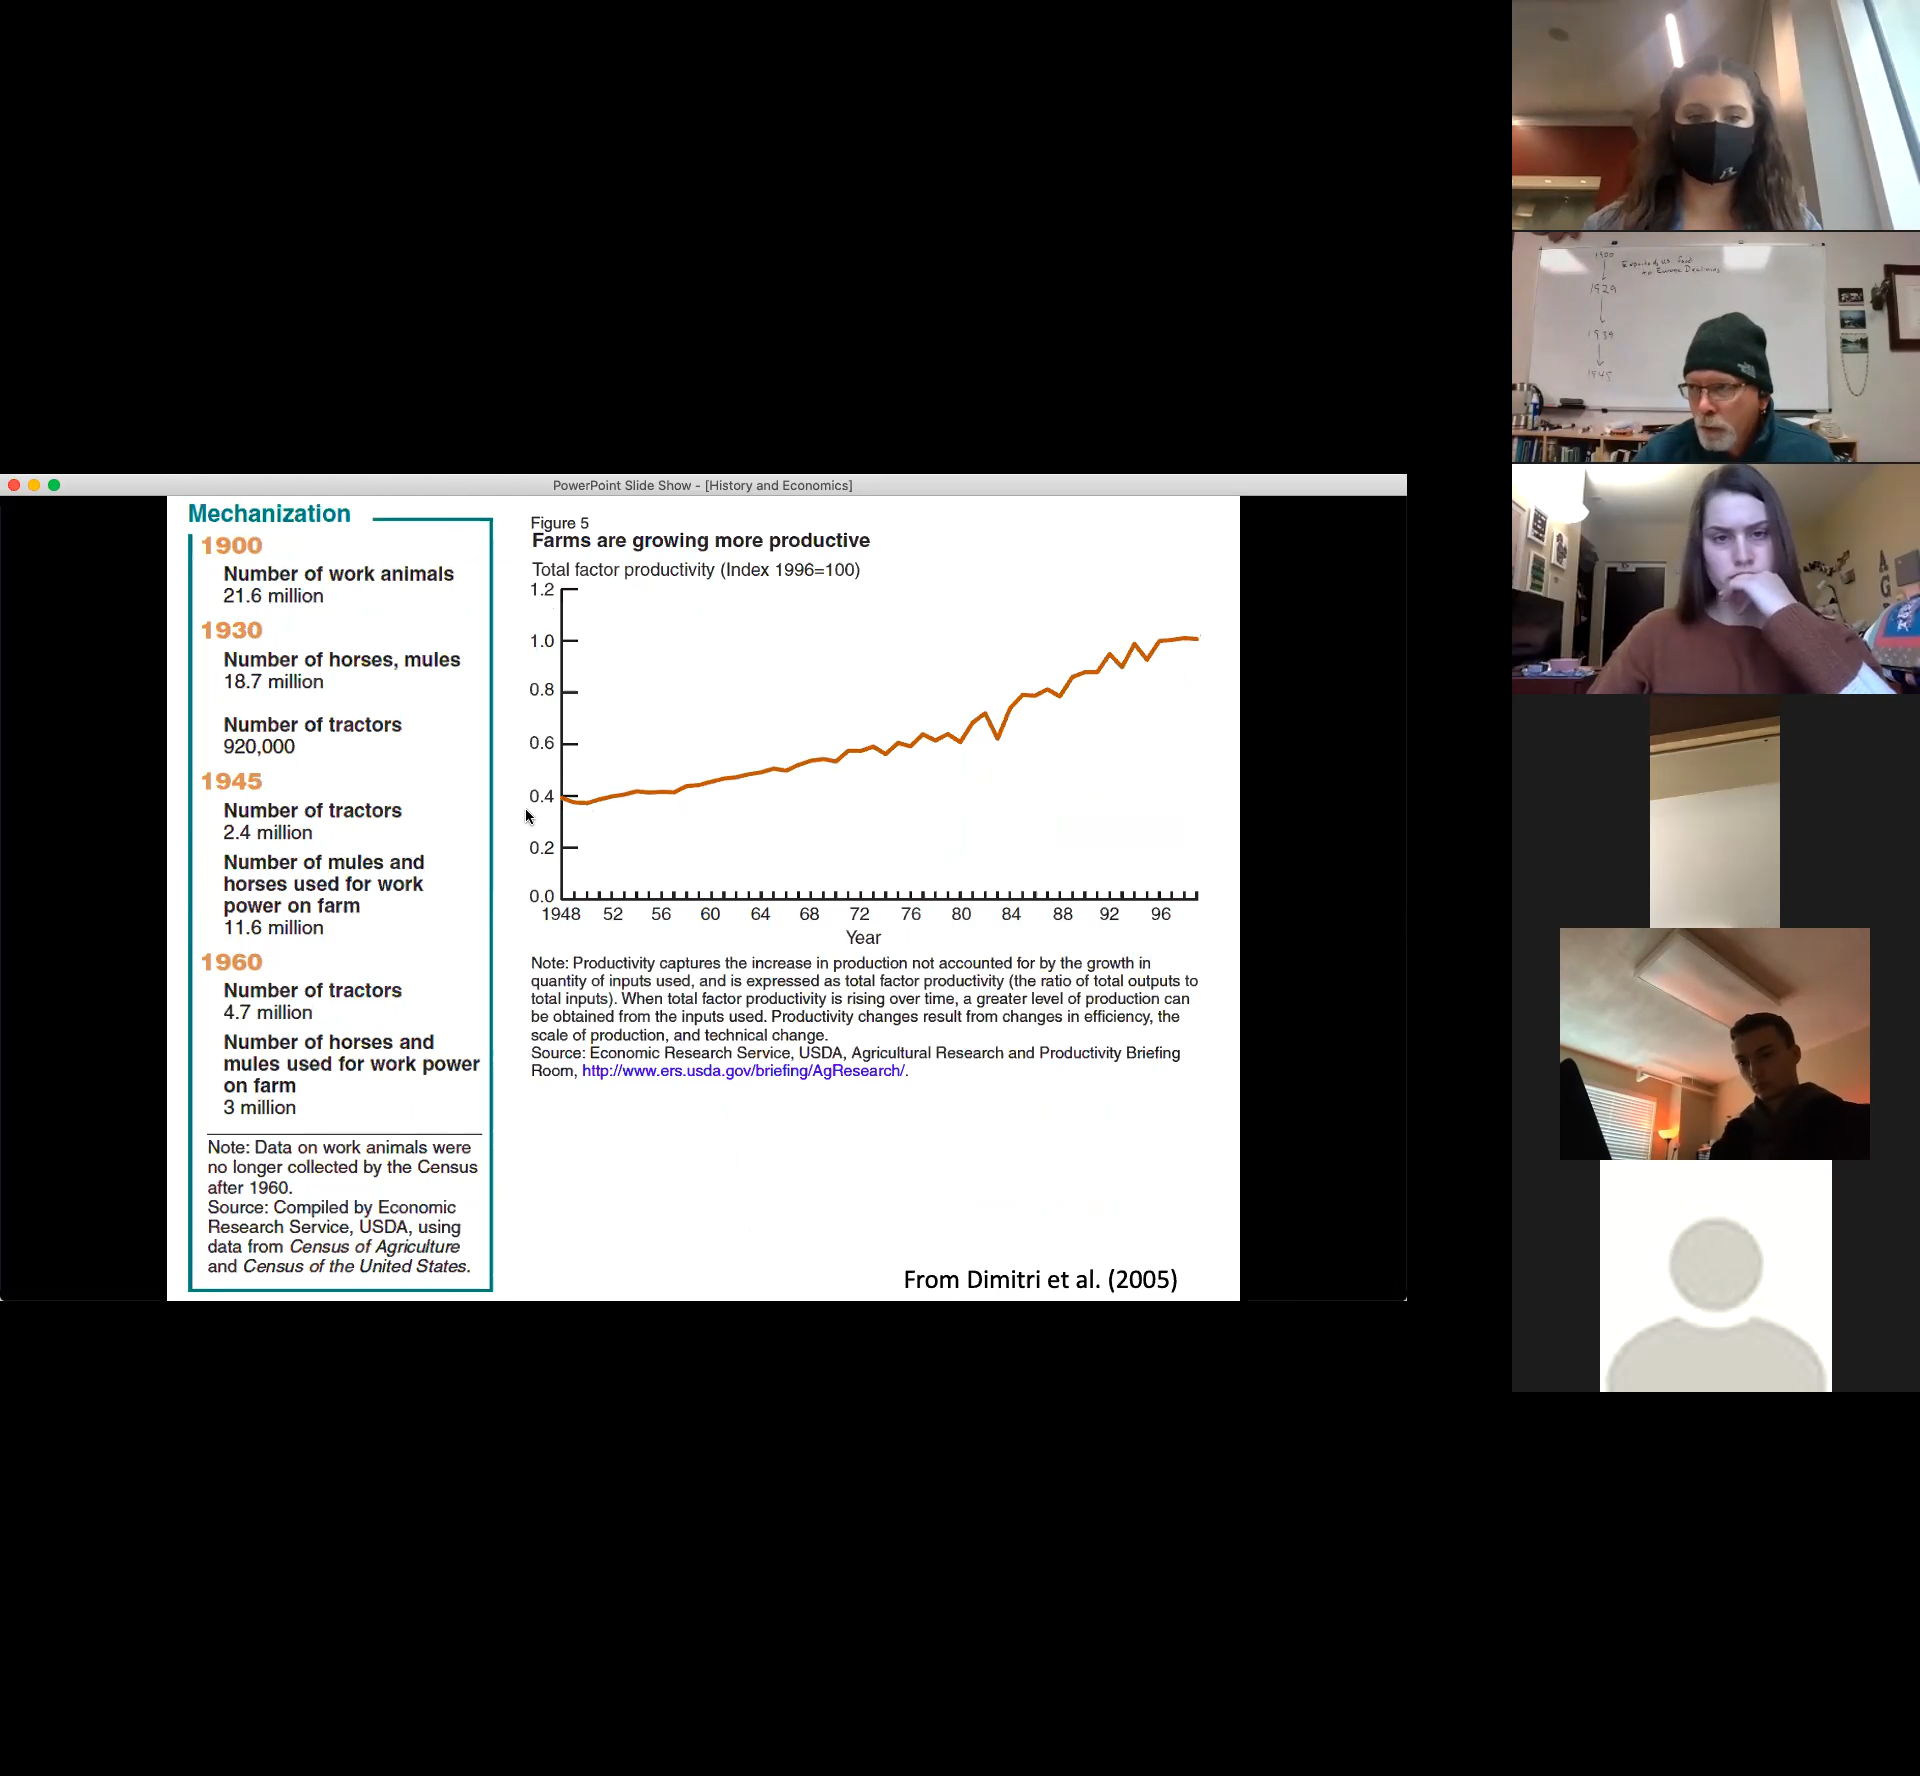 PowerPoint Slide Show - [History and Economics]
Mechanization
1900
Number of work animals
21.6 million
1930
Number of horses, mules
18.7 million
Number of tractors
920,000
1945
Number of tractors
2.4 million
Number of mules and
horses used for work
power on farm
11.6 million
1960
Number of tractors
4.7 million
Number of horses and
mules used for work power
on farm
3 million
Note: Data on work animals were
no longer collected by the Census
after 1960.
Source: Compiled by Economic
Research Service, USDA, using
data from Census of Agriculture
and Census of the United States.
Figure 5
Farms are growing more productive
Total factor productivity (Index 1996=100)
1.2
1.0
0.8
0.6
0.4
0.2
0.0
1948 52 56 60 64 68 72 76 80 84 88 92 96
Year
Note: Productivity captures the increase in production not accounted for by the growth in
quantity of inputs used, and is expressed as total factor productivity (the ratio of total outputs to
total inputs). When total factor productivity is rising over time, a greater level of production can
be obtained from the inputs used. Productivity changes result from changes in efficiency, the
scale of production, and technical change.
Source: Economic Research Service, USDA, Agricultural Research and Productivity Briefing
Room, http://www.ers.usda.gov/briefing/AgResearch/.
From Dimitri et al. (2005)
1900
Exports of U.S. food
to Europe Declining
1929
1939
1945